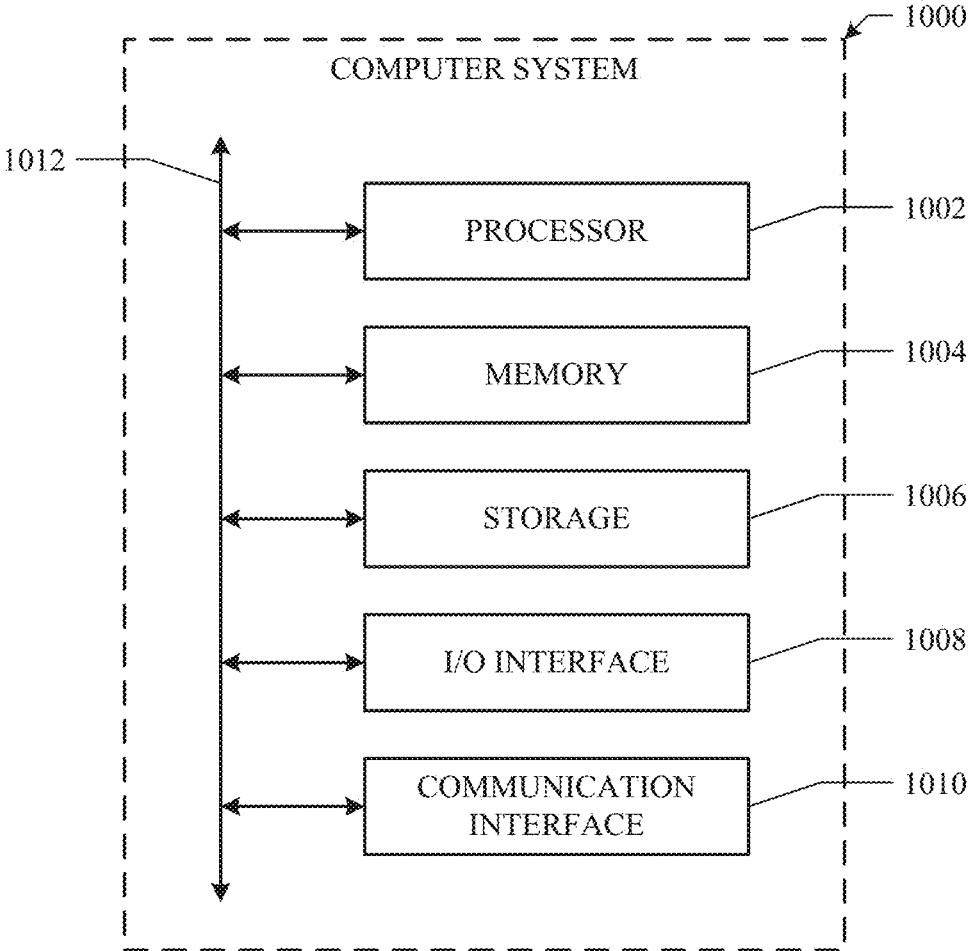 1000
COMPUTER SYSTEM
1012
PROCESSOR
1002
MEMORY
1004
STORAGE
1006
I/O INTERFACE
1008
COMMUNICATION
INTERFACE
1010